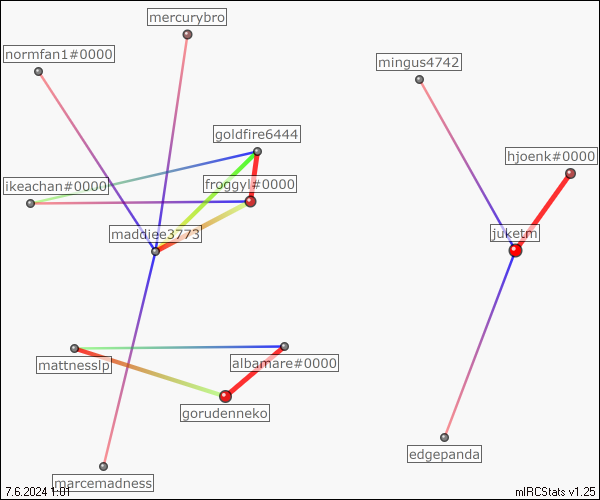 mercurybro
normfan1#0000
mingus4742
goldfire6444
hjoenk#0000
ikeachan#0000
froggyl#0000
maddiee3773
juketm
mattnesslp
albamare#0000
gorudenneko
edgepanda
marcemadness
7.6.2024 1:01
mIRCStats v1.25